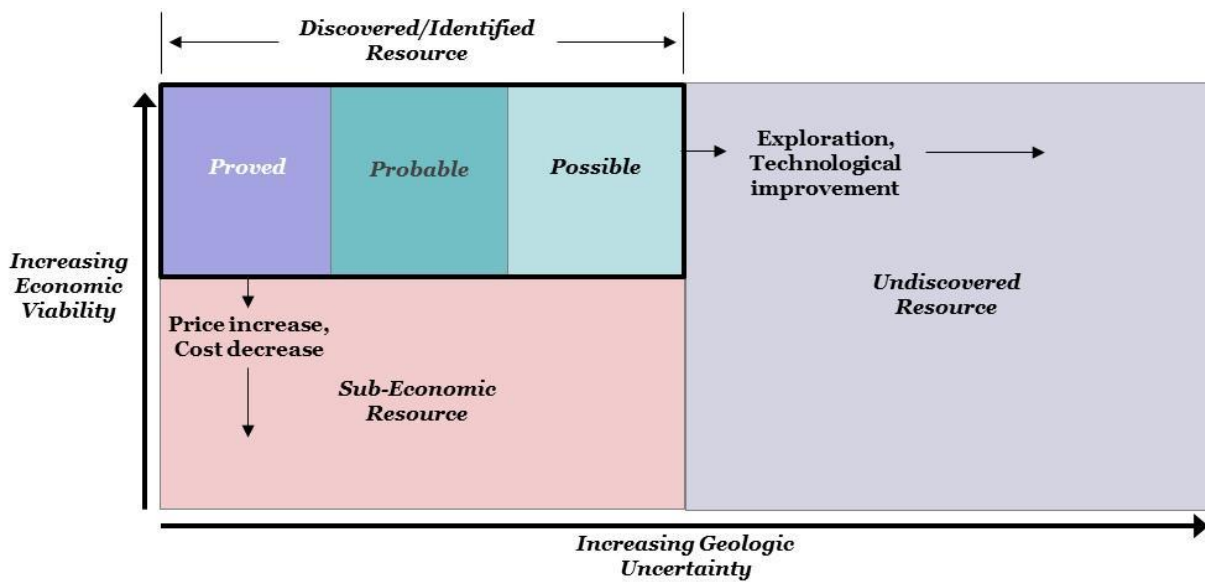 Discovered/Identified
Resource
Proved
Probable
Possible
Exploration,
Technological
improvement
Increasing
Economic
Viability
Undiscovered
Resource
Price increase,
Cost decrease
Sub-Economic
Resource
Increasing Geologic
Uncertainty